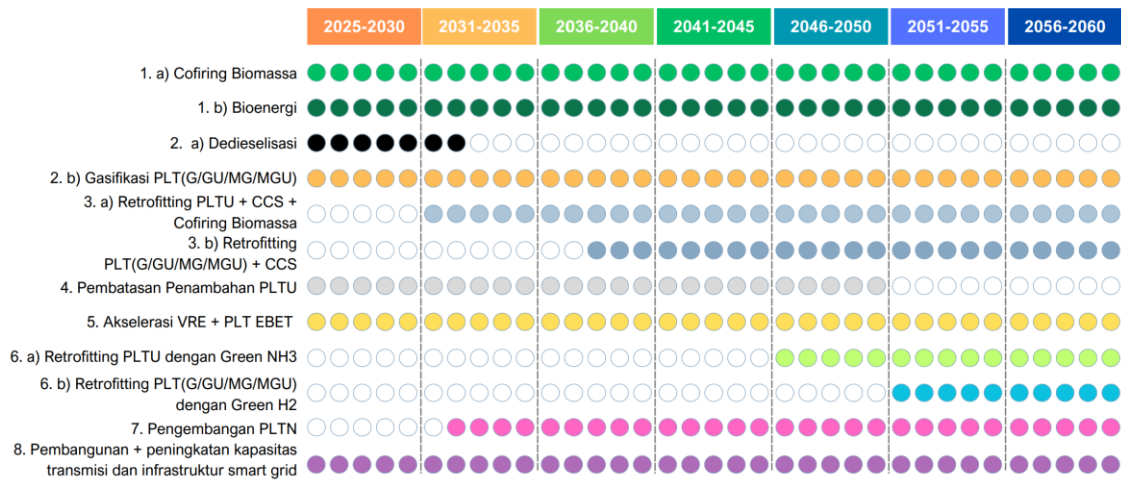 2025-2030 2031-2035 2036-2040 2041-2045 2046-2050 2051-2055 2056-2060
1. a) Cofiring Biomassa
1. b) Bioenergi
2. a) Dedieselisasi
2. b) Gasifikasi PLT(G/GU/MG/MGU)
3. a) Retrofitting PLTU + CCS +
Cofiring Biomassa
3. b) Retrofitting
PLT(G/GU/MG/MGU) + CCS
4. Pembatasan Penambahan PLTU
5. Akselerasi VRE + PLT EBET
6. a) Retrofitting PLTU dengan Green NH3
6. b) Retrofitting PLT(G/GU/MG/MGU)
dengan Green H2
7. Pengembangan PLTN
8. Pembangunan + peningkatan kapasitas
transmisi dan infrastruktur smart grid